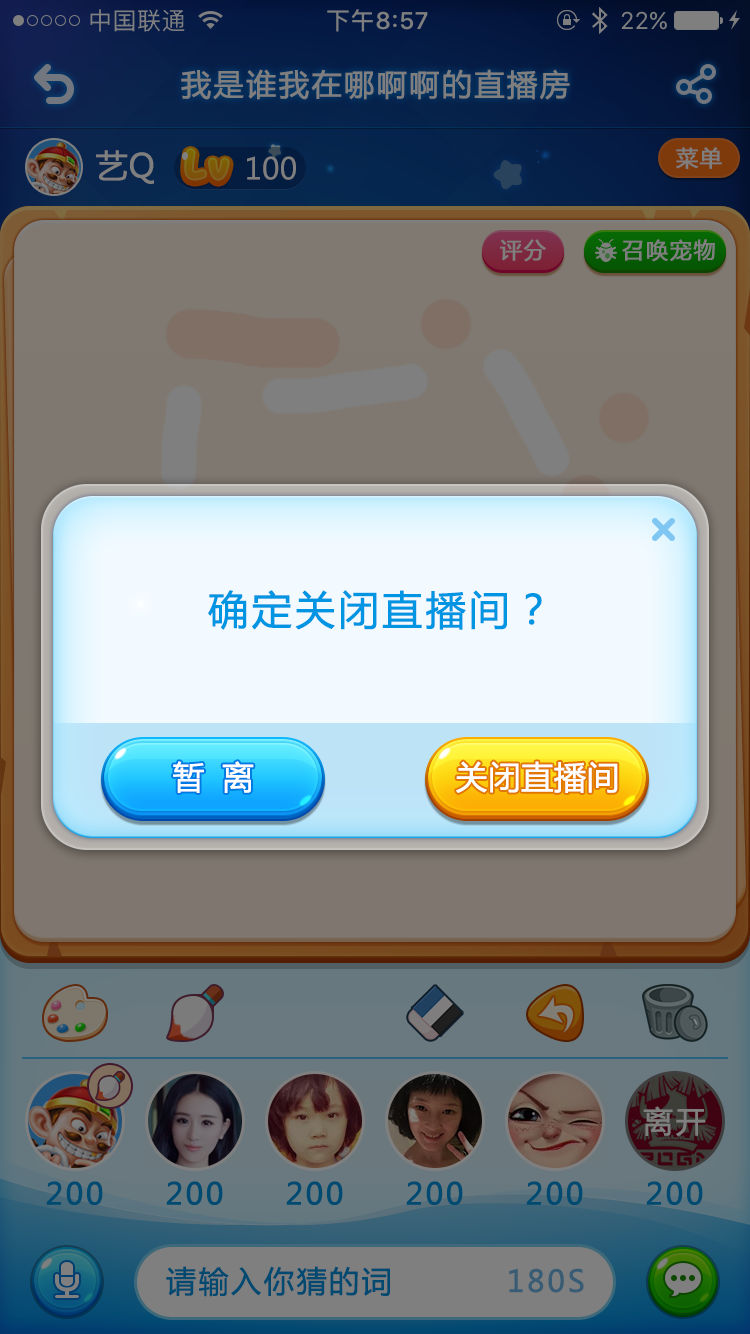 中国联通 下午8:57 22%
我是谁我在哪啊啊的直播房
艺Q Lv 100 菜单
评分 召唤宠物
确定关闭直播间？
暂 离 关闭直播间
离开
200 200 200 200 200 200
请输入你猜的词 180S